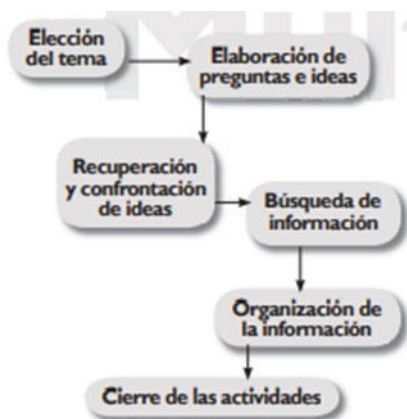 Elección
del tema
Elaboración de
preguntas e ideas
Recuperación
y confrontación
de ideas
Búsqueda de
información
Organización de
la información
Cierre de las actividades